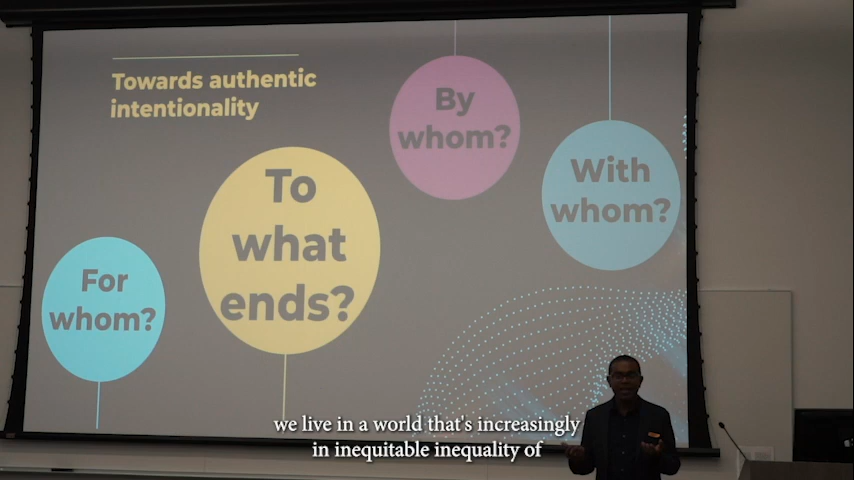 Towards authentic
intentionality
By
whom?
With
whom?
To
what
ends?
For
whom?
we live in a world that's increasingly
in inequitable inequality of